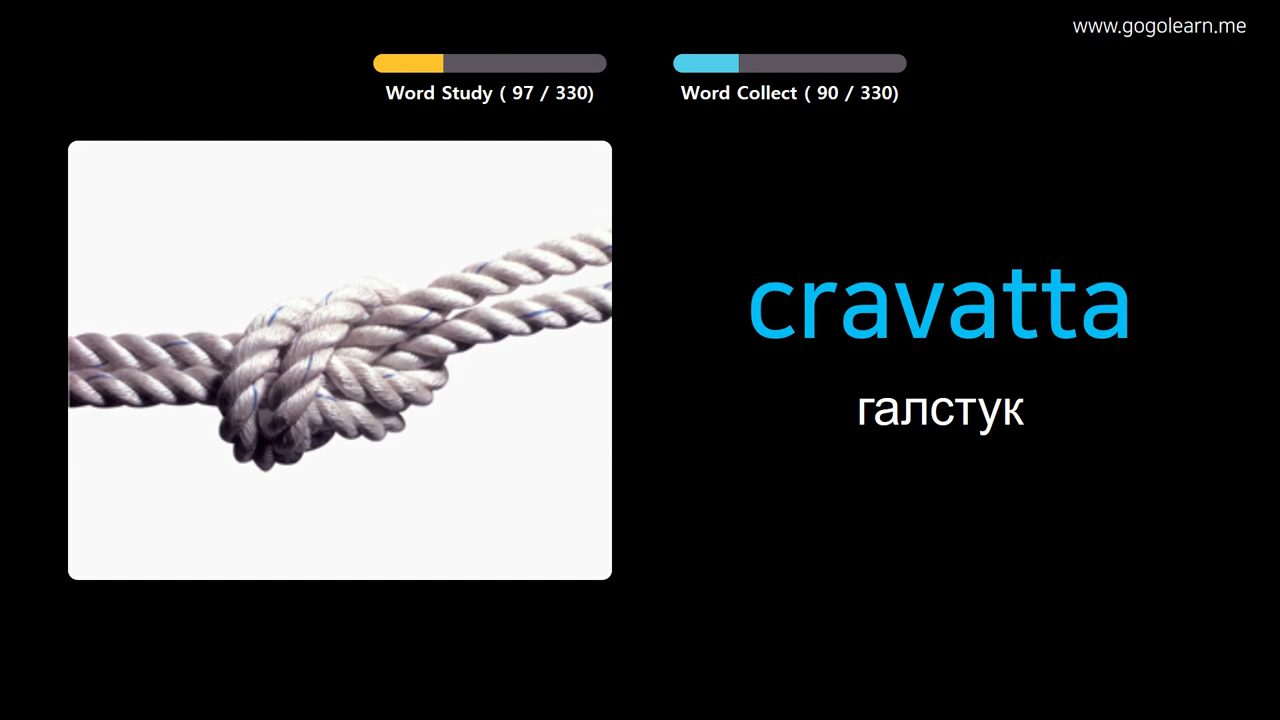 www.gogolearn.me
Word Study ( 97 / 330)
Word Collect ( 90 / 330)
cravatta
галстук